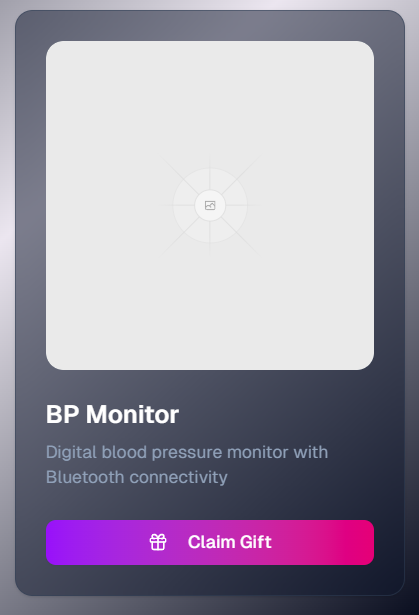 BP Monitor
Digital blood pressure monitor with
Bluetooth connectivity
Claim Gift